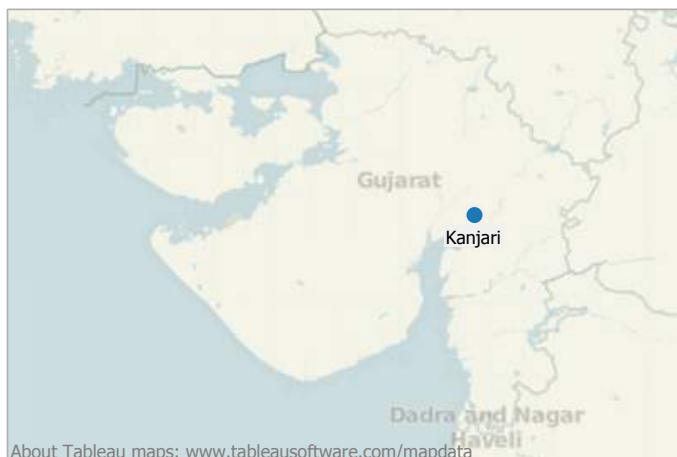 Gujarat
Kanjari
Dadra and Nagar
Haveli
About Tableau maps: www.tableausoftware.com/mapdata